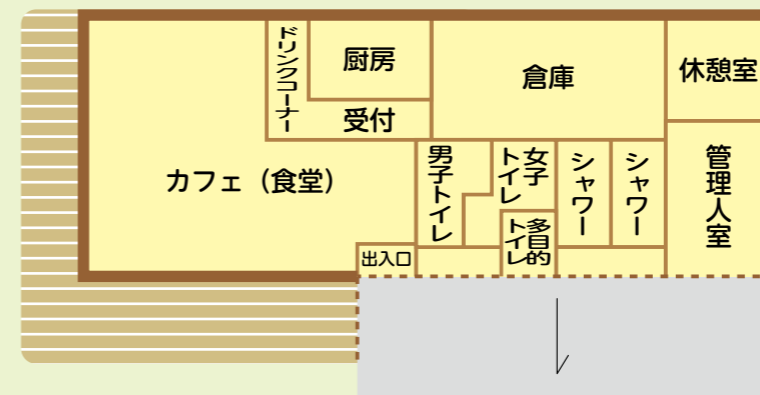 ドリンクコーナー
厨房
受付
倉庫
休憩室
カフェ（食堂）
男子トイレ
女子
トイレ
シャワー
シャワー
管理人室
多目的
トイレ
出入口